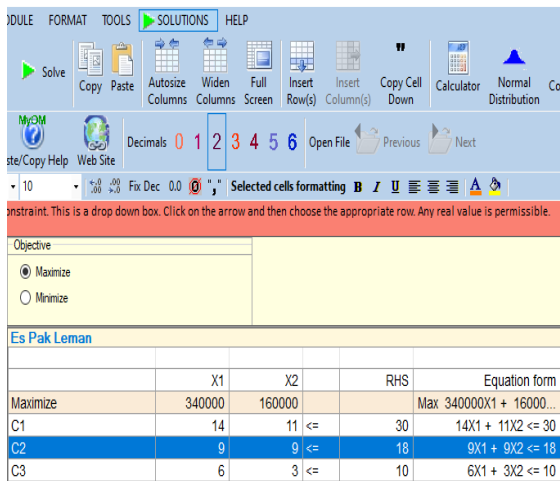 ODULE FORMAT TOOLS SOLUTIONS HELP
Solve Copy Paste Autosize Columns Widen Columns Full Screen Insert Row(s) Insert Column(s) Copy Cell Down Calculator Normal Distribution Co
MyOM
ste/Copy Help Web Site Decimals 0 1 2 3 4 5 6 Open File Previous Next
10 Fix Dec 0.0 0 "," Selected cells formatting B I U A
onstraint. This is a drop down box. Click on the arrow and then choose the appropriate row. Any real value is permissible.
Objective
Maximize
Minimize
Es Pak Leman
X1 X2 RHS Equation form
Maximize 340000 160000 Max 340000X1 + 16000...
C1 14 11 <= 30 14X1 + 11X2 <= 30
C2 9 9 <= 18 9X1 + 9X2 <= 18
C3 6 3 <= 10 6X1 + 3X2 <= 10